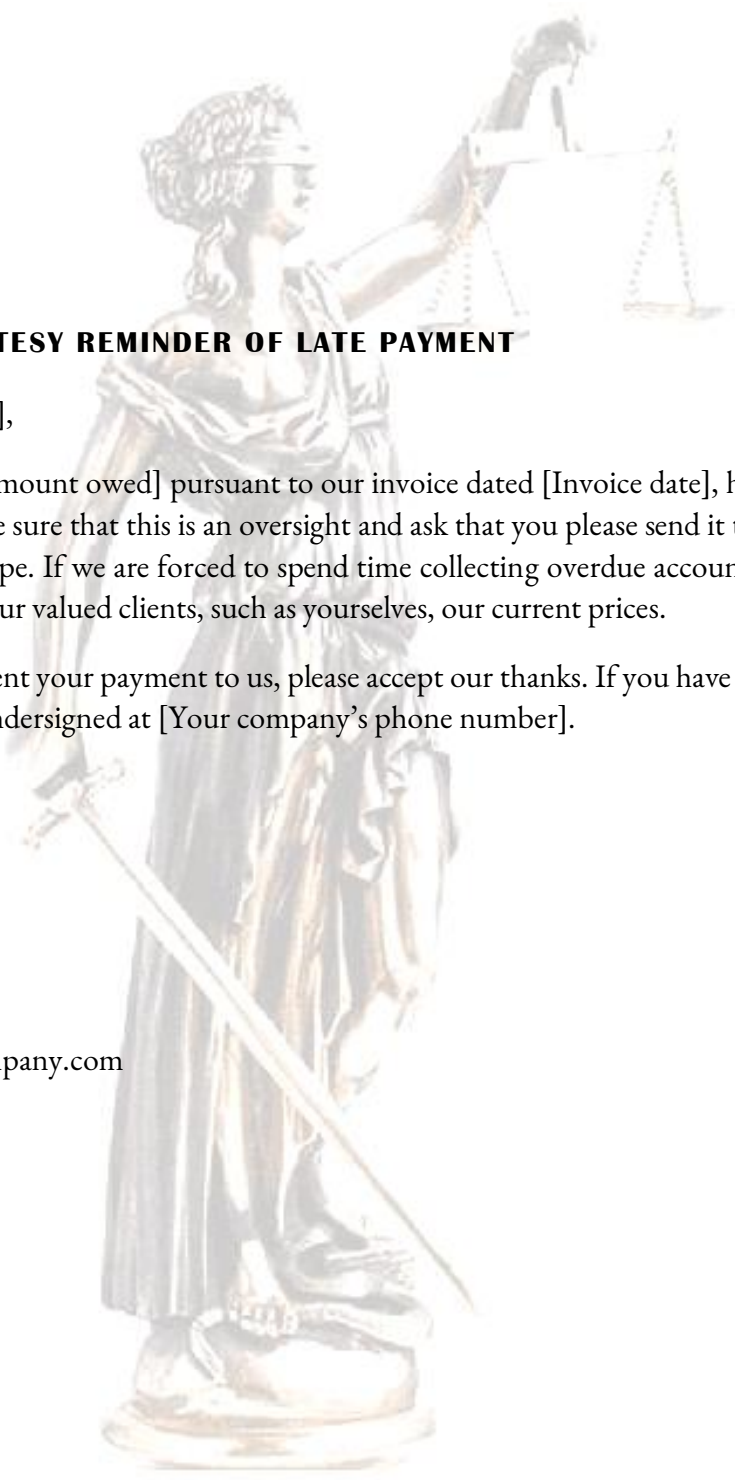 TESY REMINDER OF LATE PAYMENT
],
mount owed] pursuant to our invoice dated [Invoice date], h
e sure that this is an oversight and ask that you please send it t
pe. If we are forced to spend time collecting overdue accoun
ur valued clients, such as yourselves, our current prices.
ent your payment to us, please accept our thanks. If you have
ndersigned at [Your company’s phone number].
pany.com